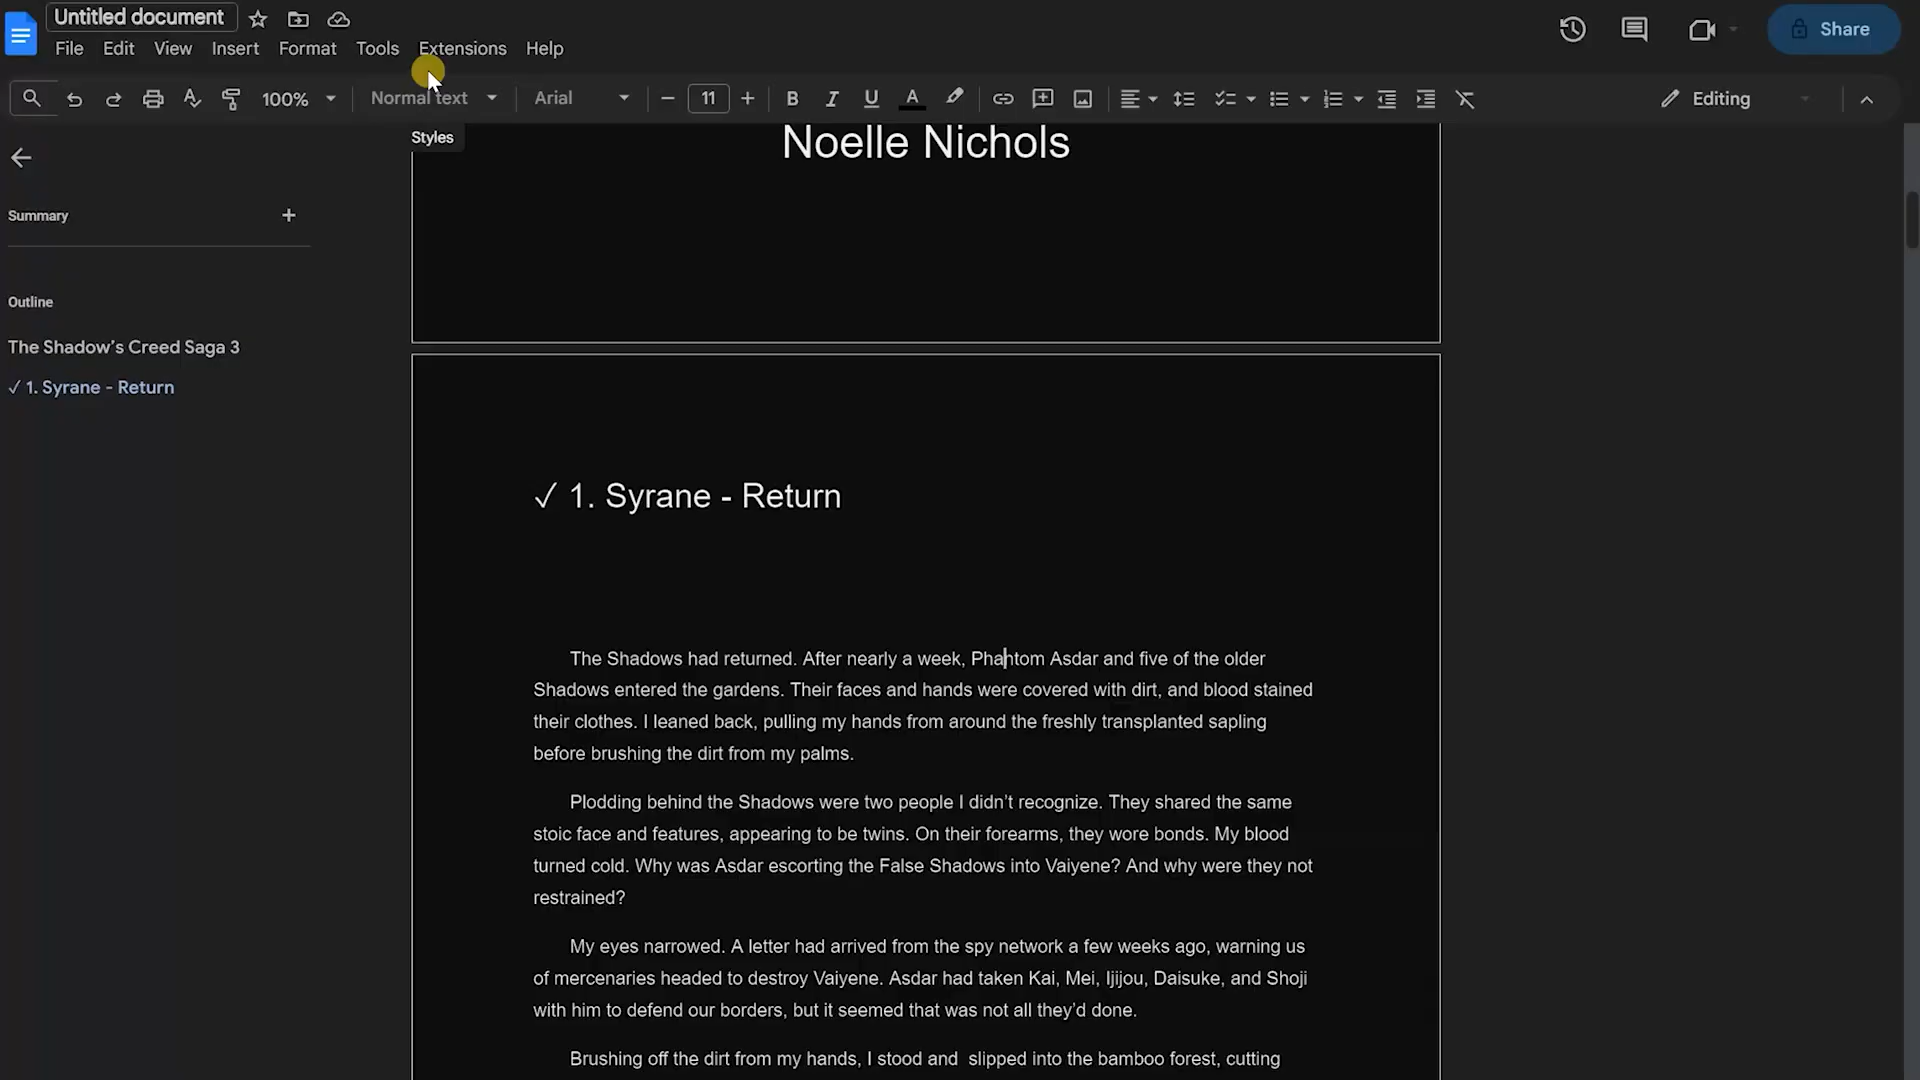 Untitled document
File Edit View Insert Format Tools Extensions Help
Share
100% Normal text Arial 11 Editing
Styles
Noelle Nichols
Summary
Outline
The Shadow’s Creed Saga 3
✓ 1. Syrane - Return
✓ 1. Syrane - Return
The Shadows had returned. After nearly a week, Phantom Asdar and five of the older
Shadows entered the gardens. Their faces and hands were covered with dirt, and blood stained
their clothes. I leaned back, pulling my hands from around the freshly transplanted sapling
before brushing the dirt from my palms.
Plodding behind the Shadows were two people I didn’t recognize. They shared the same
stoic face and features, appearing to be twins. On their forearms, they wore bonds. My blood
turned cold. Why was Asdar escorting the False Shadows into Vaiyene? And why were they not
restrained?
My eyes narrowed. A letter had arrived from the spy network a few weeks ago, warning us
of mercenaries headed to destroy Vaiyene. Asdar had taken Kai, Mei, Ijijou, Daisuke, and Shoji
with him to defend our borders, but it seemed that was not all they’d done.
Brushing off the dirt from my hands, I stood and  slipped into the bamboo forest, cutting